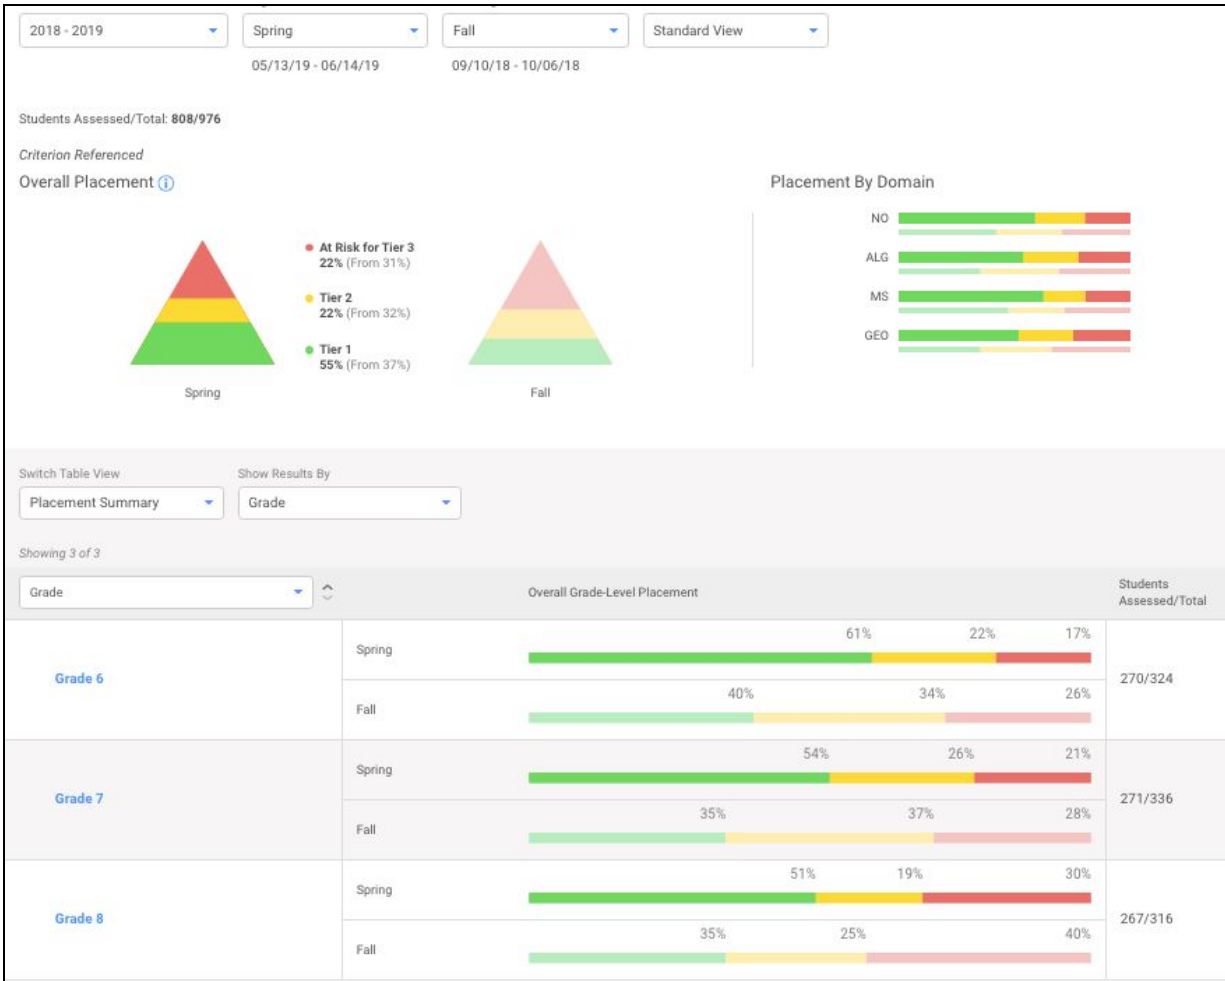 2018 - 2019
Spring
Fall
Standard View
05/13/19 - 06/14/19
09/10/18 - 10/06/18
Students Assessed/Total: 808/976
Criterion Referenced
Overall Placement
Placement By Domain
At Risk for Tier 3
22% (From 31%)
Tier 2
22% (From 32%)
Tier 1
55% (From 37%)
Spring
Fall
NO
ALG
MS
GEO
Switch Table View
Show Results By
Placement Summary
Grade
Showing 3 of 3
Grade
Overall Grade-Level Placement
Students
Assessed/Total
Grade 6
Spring
61% 22% 17%
Fall
40% 34% 26%
270/324
Grade 7
Spring
54% 26% 21%
Fall
35% 37% 28%
271/336
Grade 8
Spring
51% 19% 30%
Fall
35% 25% 40%
267/316